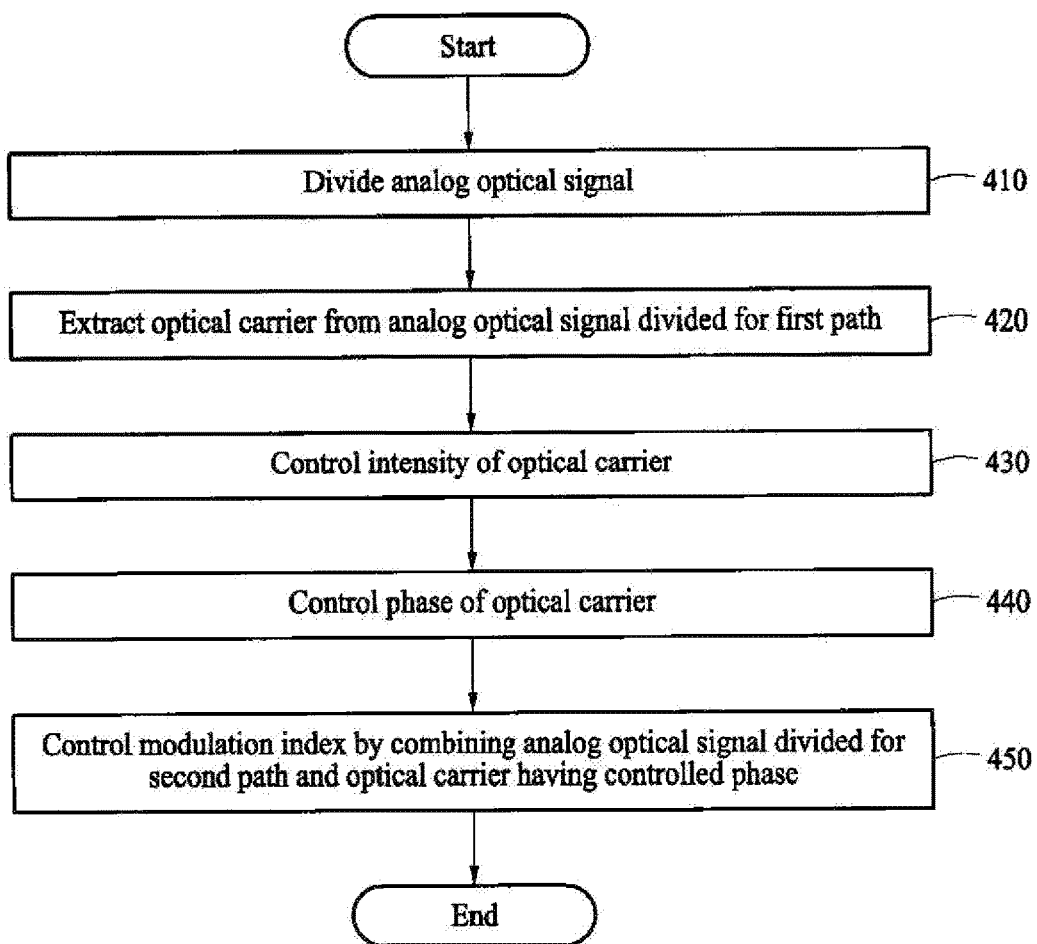 Start
Divide analog optical signal
410
Extract optical carrier from analog optical signal divided for first path
420
Control intensity of optical carrier
430
Control phase of optical carrier
440
Control modulation index by combining analog optical signal divided for
second path and optical carrier having controlled phase
450
End